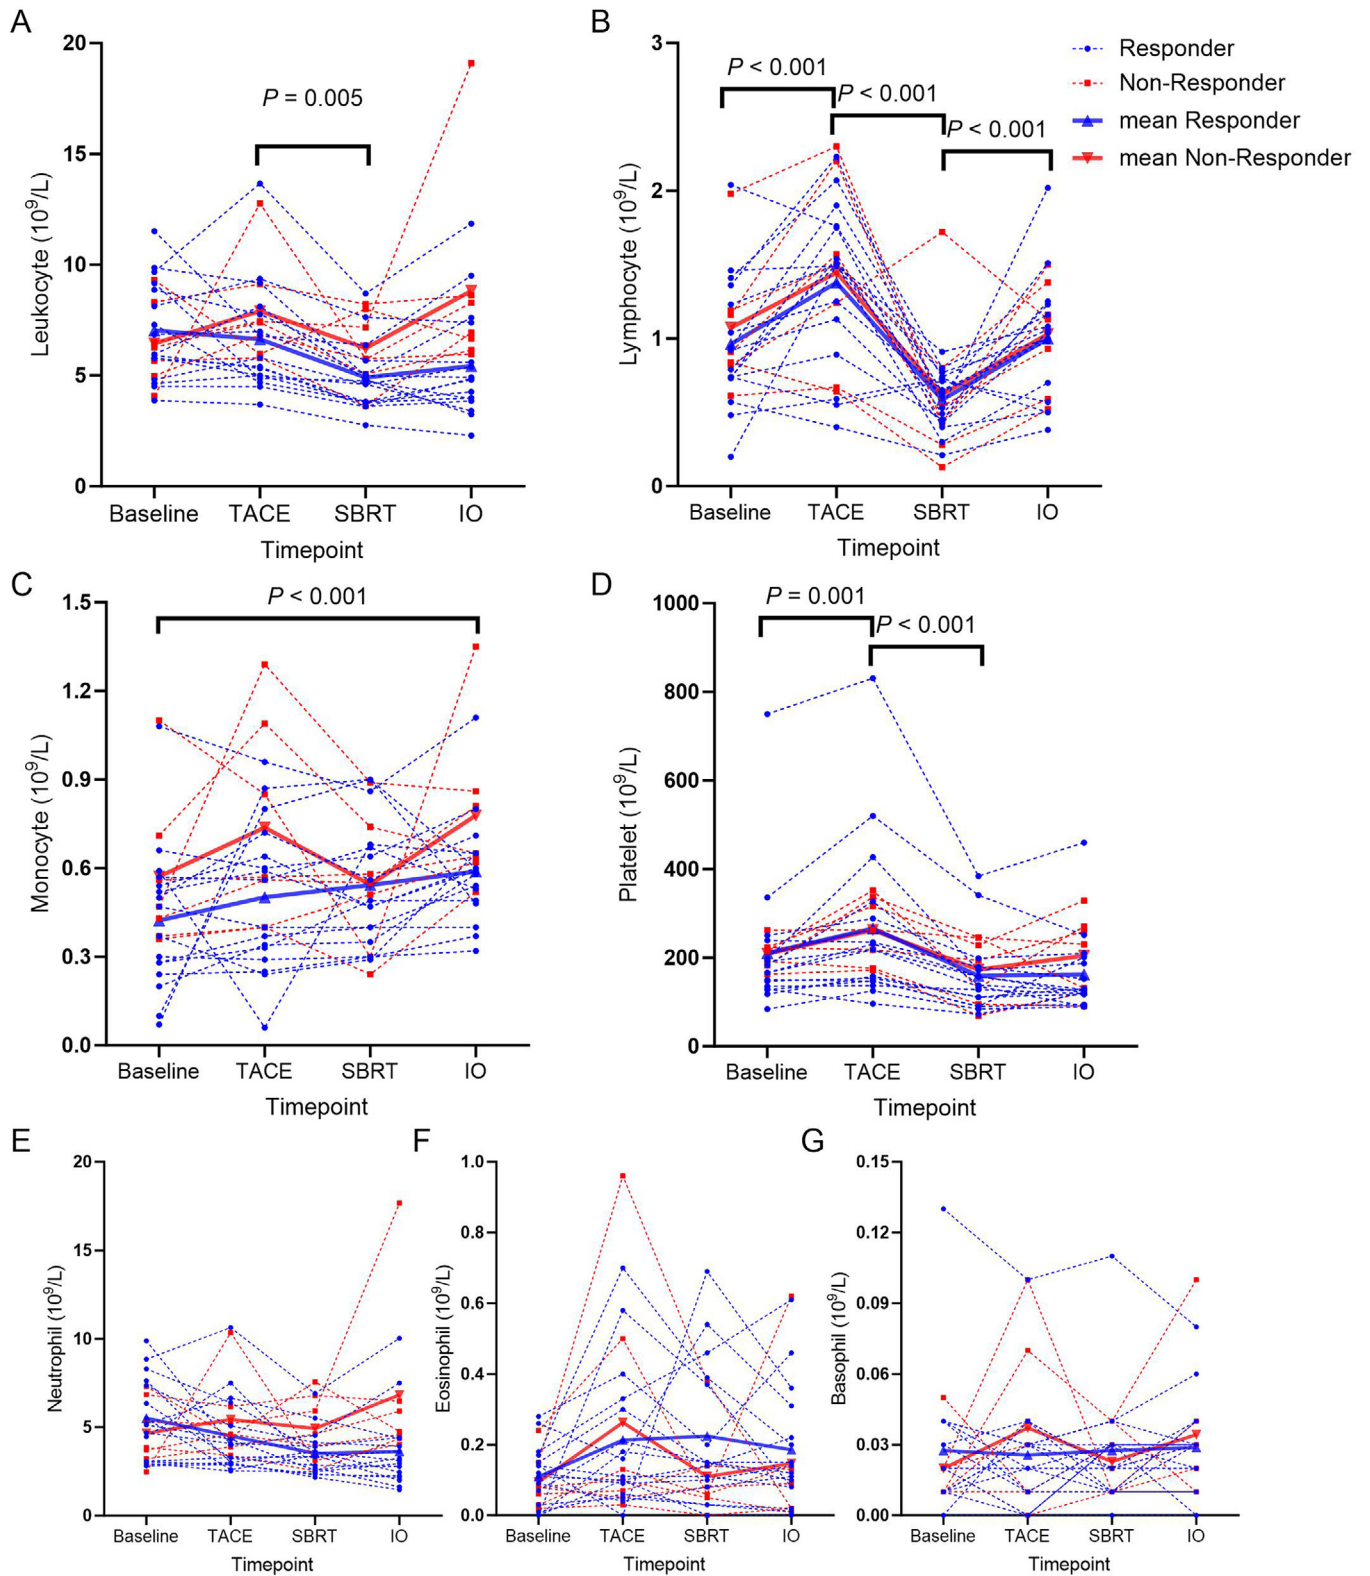 A
Leukocyte (10⁹/L)
20
15
10
5
0
P = 0.005
Baseline TACE SBRT IO
Timepoint
B
Lymphocyte (10⁹/L)
3
2
1
0
P < 0.001
P < 0.001
P < 0.001
Baseline TACE SBRT IO
Timepoint
Responder
Non-Responder
mean Responder
mean Non-Responder
C
Monocyte (10⁹/L)
1.5
1.2
0.9
0.6
0.3
0.0
P < 0.001
Baseline TACE SBRT IO
Timepoint
D
Platelet (10⁹/L)
1000
800
600
400
200
0
P = 0.001
P < 0.001
Baseline TACE SBRT IO
Timepoint
E
Neutrophil (10⁹/L)
20
15
10
5
0
Baseline TACE SBRT IO
Timepoint
F
Eosinophil (10⁹/L)
1.0
0.8
0.6
0.4
0.2
0.0
Baseline TACE SBRT IO
Timepoint
G
Basophil (10⁹/L)
0.15
0.12
0.09
0.06
0.03
0.00
Baseline TACE SBRT IO
Timepoint